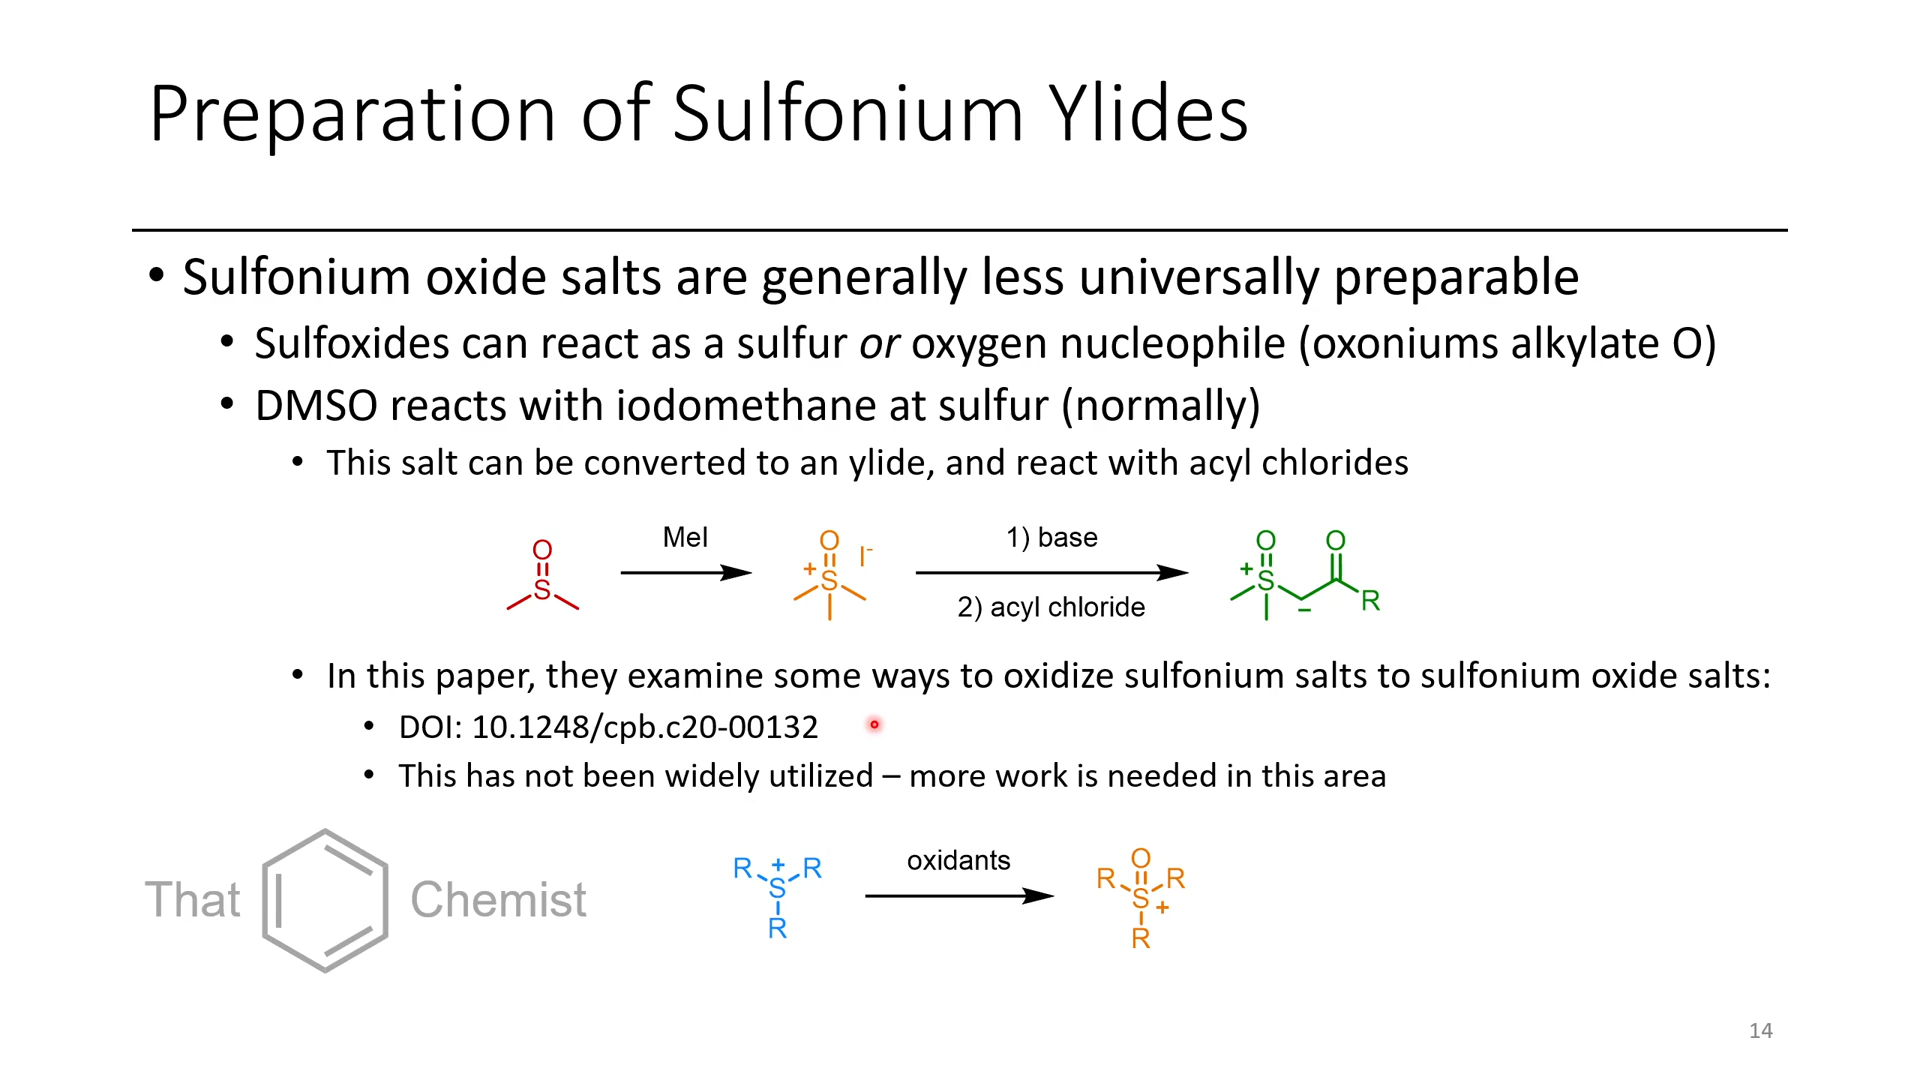 Preparation of Sulfonium Ylides
• Sulfonium oxide salts are generally less universally preparable
• Sulfoxides can react as a sulfur or oxygen nucleophile (oxoniums alkylate O)
• DMSO reacts with iodomethane at sulfur (normally)
• This salt can be converted to an ylide, and react with acyl chlorides
O
S
MeI
O
+
S
I-
1) base
2) acyl chloride
O
+
S
−
O
R
• In this paper, they examine some ways to oxidize sulfonium salts to sulfonium oxide salts:
• DOI: 10.1248/cpb.c20-00132
• This has not been widely utilized – more work is needed in this area
That Chemist
R + R
S
R
oxidants
O
R R
S
+
R
14